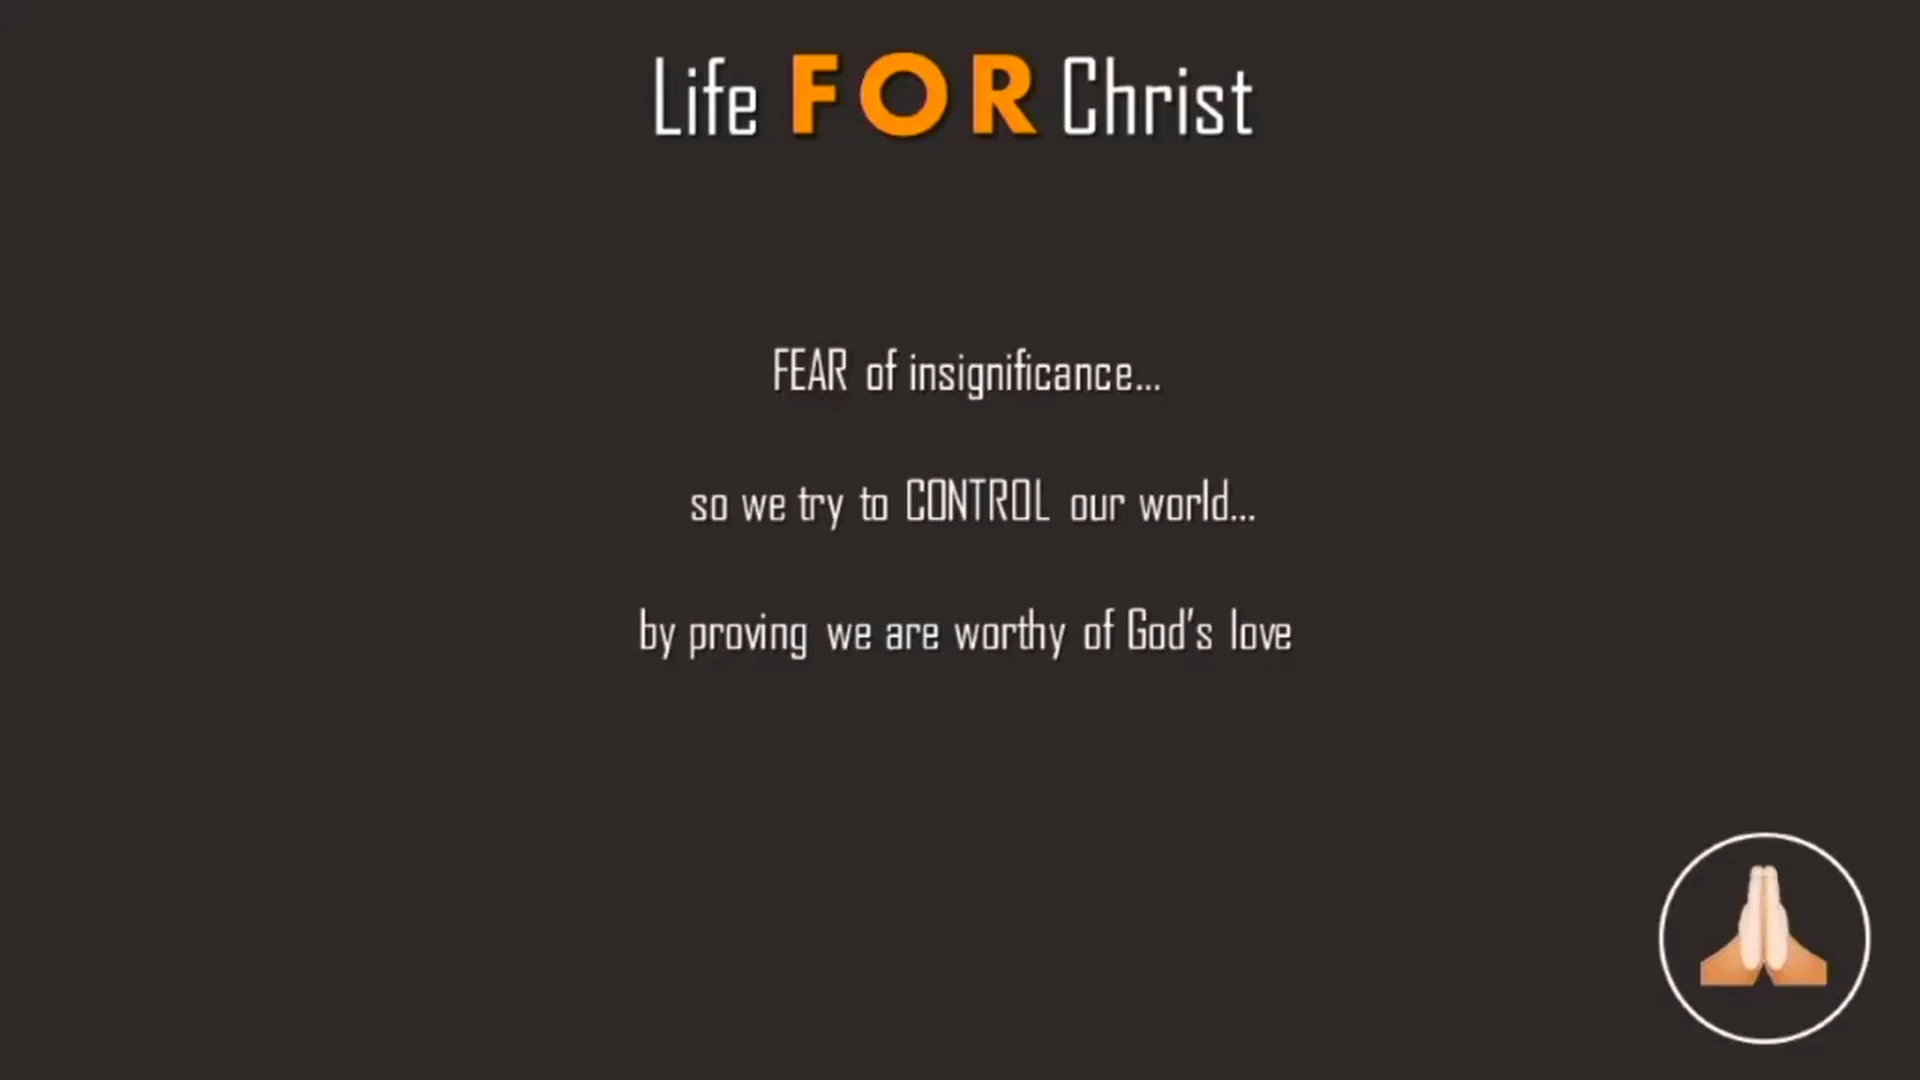 Life FOR Christ
FEAR of insignificance...
so we try to CONTROL our world...
by proving we are worthy of God's love